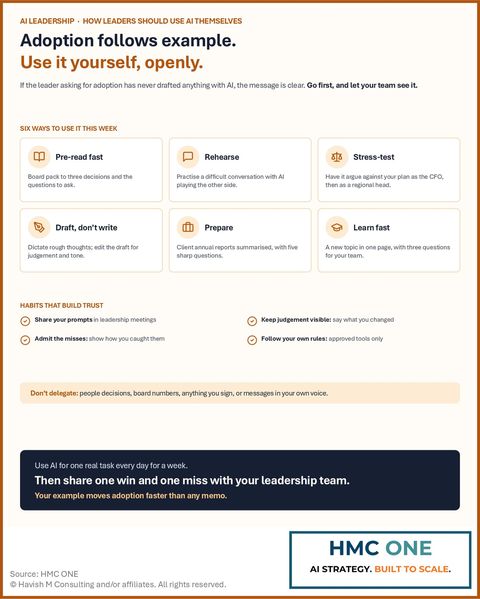 AI LEADERSHIP · HOW LEADERS SHOULD USE AI THEMSELVES
Adoption follows example.
Use it yourself, openly.
If the leader asking for adoption has never drafted anything with AI, the message is clear. Go first, and let your team see it.
SIX WAYS TO USE IT THIS WEEK
Pre-read fast
Board pack to three decisions and the
questions to ask.
Rehearse
Practise a difficult conversation with AI
playing the other side.
Stress-test
Have it argue against your plan as the CFO,
then as a regional head.
Draft, don't write
Dictate rough thoughts; edit the draft for
judgement and tone.
Prepare
Client annual reports summarised, with five
sharp questions.
Learn fast
A new topic in one page, with three questions
for your team.
HABITS THAT BUILD TRUST
Share your prompts in leadership meetings
Keep judgement visible: say what you changed
Admit the misses: show how you caught them
Follow your own rules: approved tools only
Don't delegate: people decisions, board numbers, anything you sign, or messages in your own voice.
Use AI for one real task every day for a week.
Then share one win and one miss with your leadership team.
Your example moves adoption faster than any memo.
HMC ONE
AI STRATEGY. BUILT TO SCALE.
Source: HMC ONE
© Havish M Consulting and/or affiliates. All rights reserved.